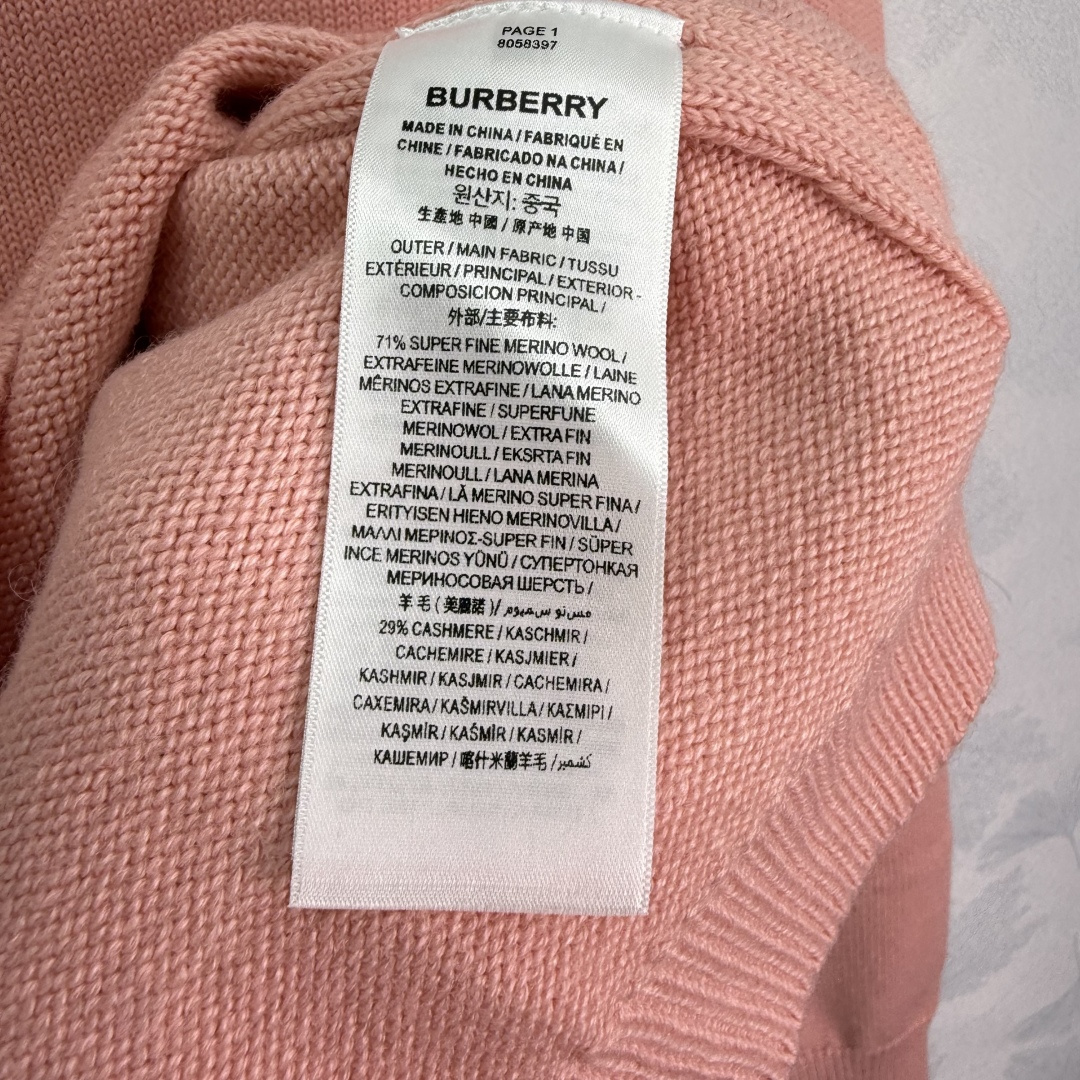 PAGE 1
8058397
BURBERRY
MADE IN CHINA / FABRIQUÉ EN
CHINE / FABRICADO NA CHINA /
HECHO EN CHINA
원산지: 중국
生產地 中國 / 原产地 中国
OUTER / MAIN FABRIC / TUSSU
EXTÉRIEUR / PRINCIPAL / EXTERIOR -
COMPOSICION PRINCIPAL /
外部/主要布料:
71% SUPER FINE MERINO WOOL /
EXTRAFEINE MERINOWOLLE / LAINE
MÉRINOS EXTRAFINE / LANA MERINO
EXTRAFINE / SUPERFUNE
MERINOWOL / EXTRA FIN
MERINOULL / EKSRTA FIN
MERINOULL / LANA MERINA
EXTRAFINA / LÃ MERINO SUPER FINA /
ERITYISEN HIENO MERINOVILLA /
ΜΑΛΛΙ ΜΕΡΙΝΟΣ-SUPER FIN / SÜPER
INCE MERINOS YŪNŪ / СУПЕРТОНКАЯ
МЕРИНОСОВАЯ ШЕРСТЬ /
羊毛 ( 美麗諾 )/
29% CASHMERE / KASCHMIR /
CACHEMIRE / KASJMIER /
KASHMIR / KASJMIR / CACHEMIRA /
CAXEMIRA / KAŠMIRVILLA / ΚΑΣΜΙΡΙ /
KAŞMİR / KAŚMÍR / KASMIR /
КАШЕМИР / 喀什米蘭羊毛 / كشمير